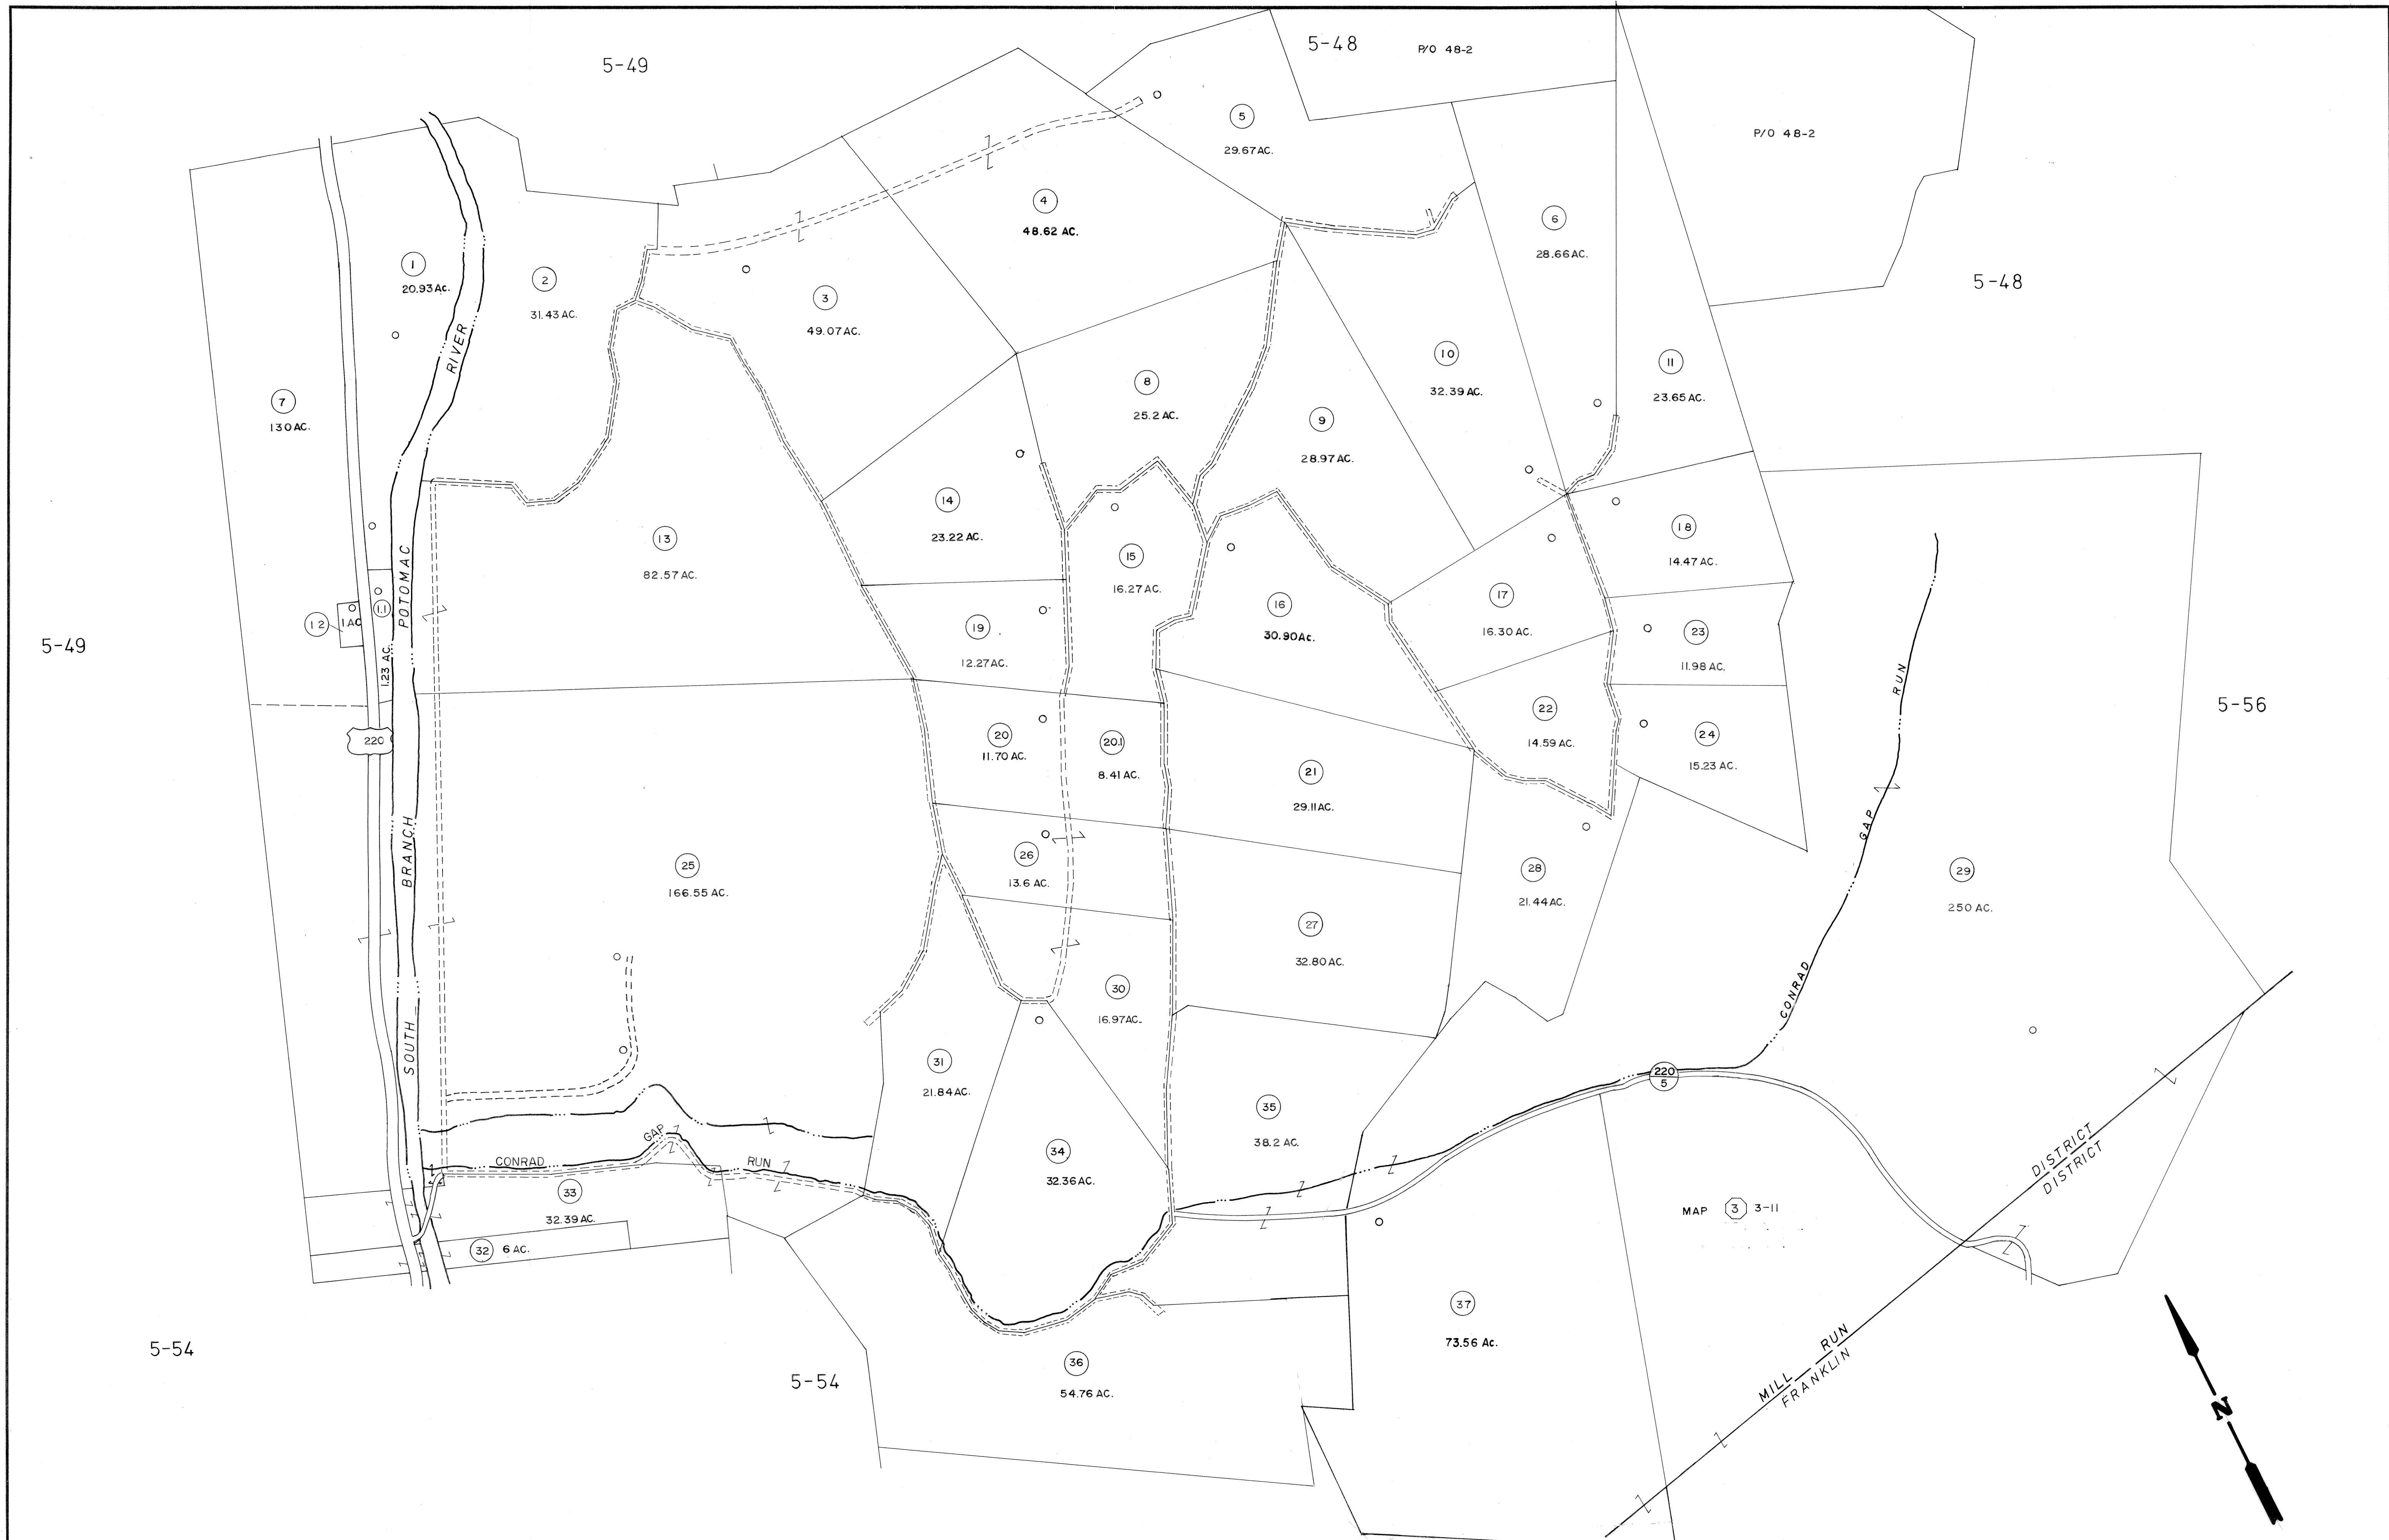 5-49
5-48
P/O 48-2
P/O 48-2
5-48
5-49
5-56
5-54
5-54
1
20.93 Ac.
2
31.43 AC.
3
49.07 AC.
4
48.62 AC.
5
29.67 AC.
6
28.66 AC.
7
130 AC.
8
25.2 AC.
9
28.97 AC.
10
32.39 AC.
11
23.65 AC.
1.1
1.23 AC.
1.2
1 AC
13
82.57 AC.
14
23.22 AC.
15
16.27 AC.
16
30.90 Ac.
17
16.30 AC.
18
14.47 AC.
19
12.27 AC.
20
11.70 AC.
20.1
8.41 AC.
21
29.11 AC.
22
14.59 AC.
23
11.98 AC.
24
15.23 AC.
25
166.55 AC.
26
13.6 AC.
27
32.80 AC.
28
21.44 AC.
29
250 AC.
30
16.97 AC.
31
21.84 AC.
32
6 AC.
33
32.39 AC.
34
32.36 AC.
35
38.2 AC.
36
54.76 AC.
37
73.56 Ac.
MAP 3 3-11
220
220
5
SOUTH BRANCH POTOMAC RIVER
CONRAD GAP RUN
CONRAD GAP RUN
MILL RUN DISTRICT
FRANKLIN DISTRICT
N